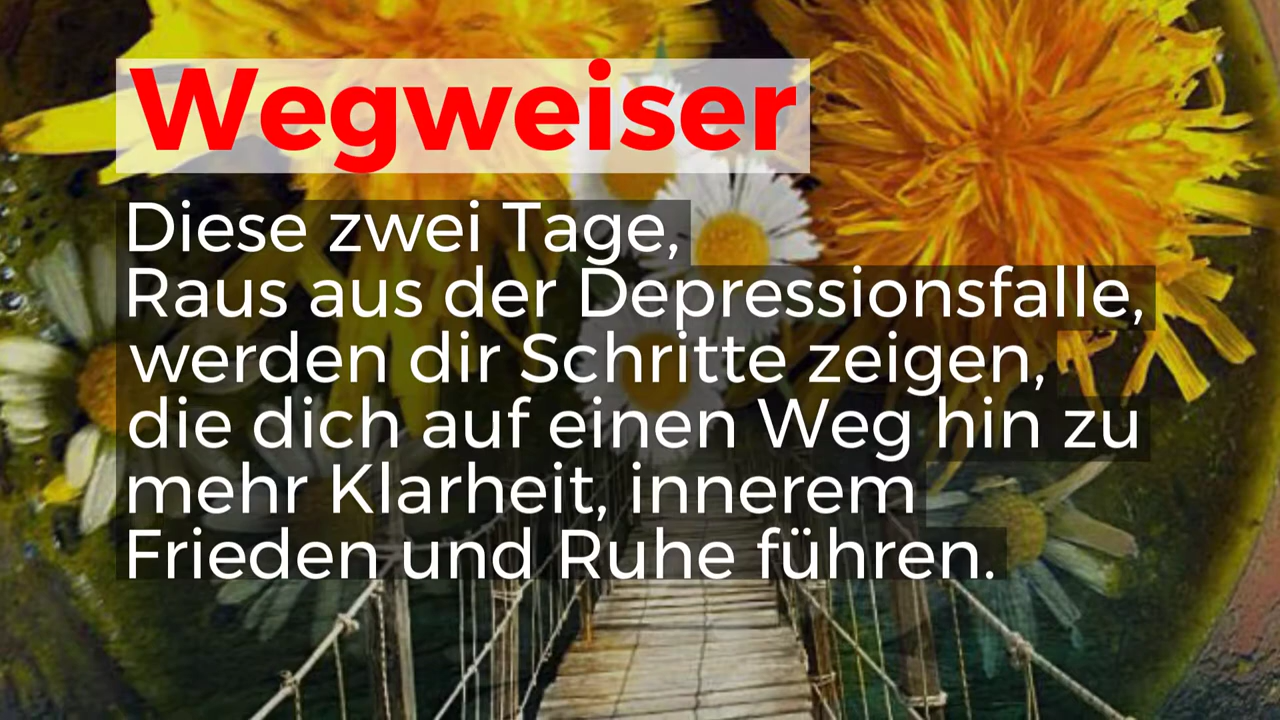 Wegweiser
Diese zwei Tage,
Raus aus der Depressionsfalle,
werden dir Schritte zeigen,
die dich auf einen Weg hin zu
mehr Klarheit, innerem
Frieden und Ruhe führen.